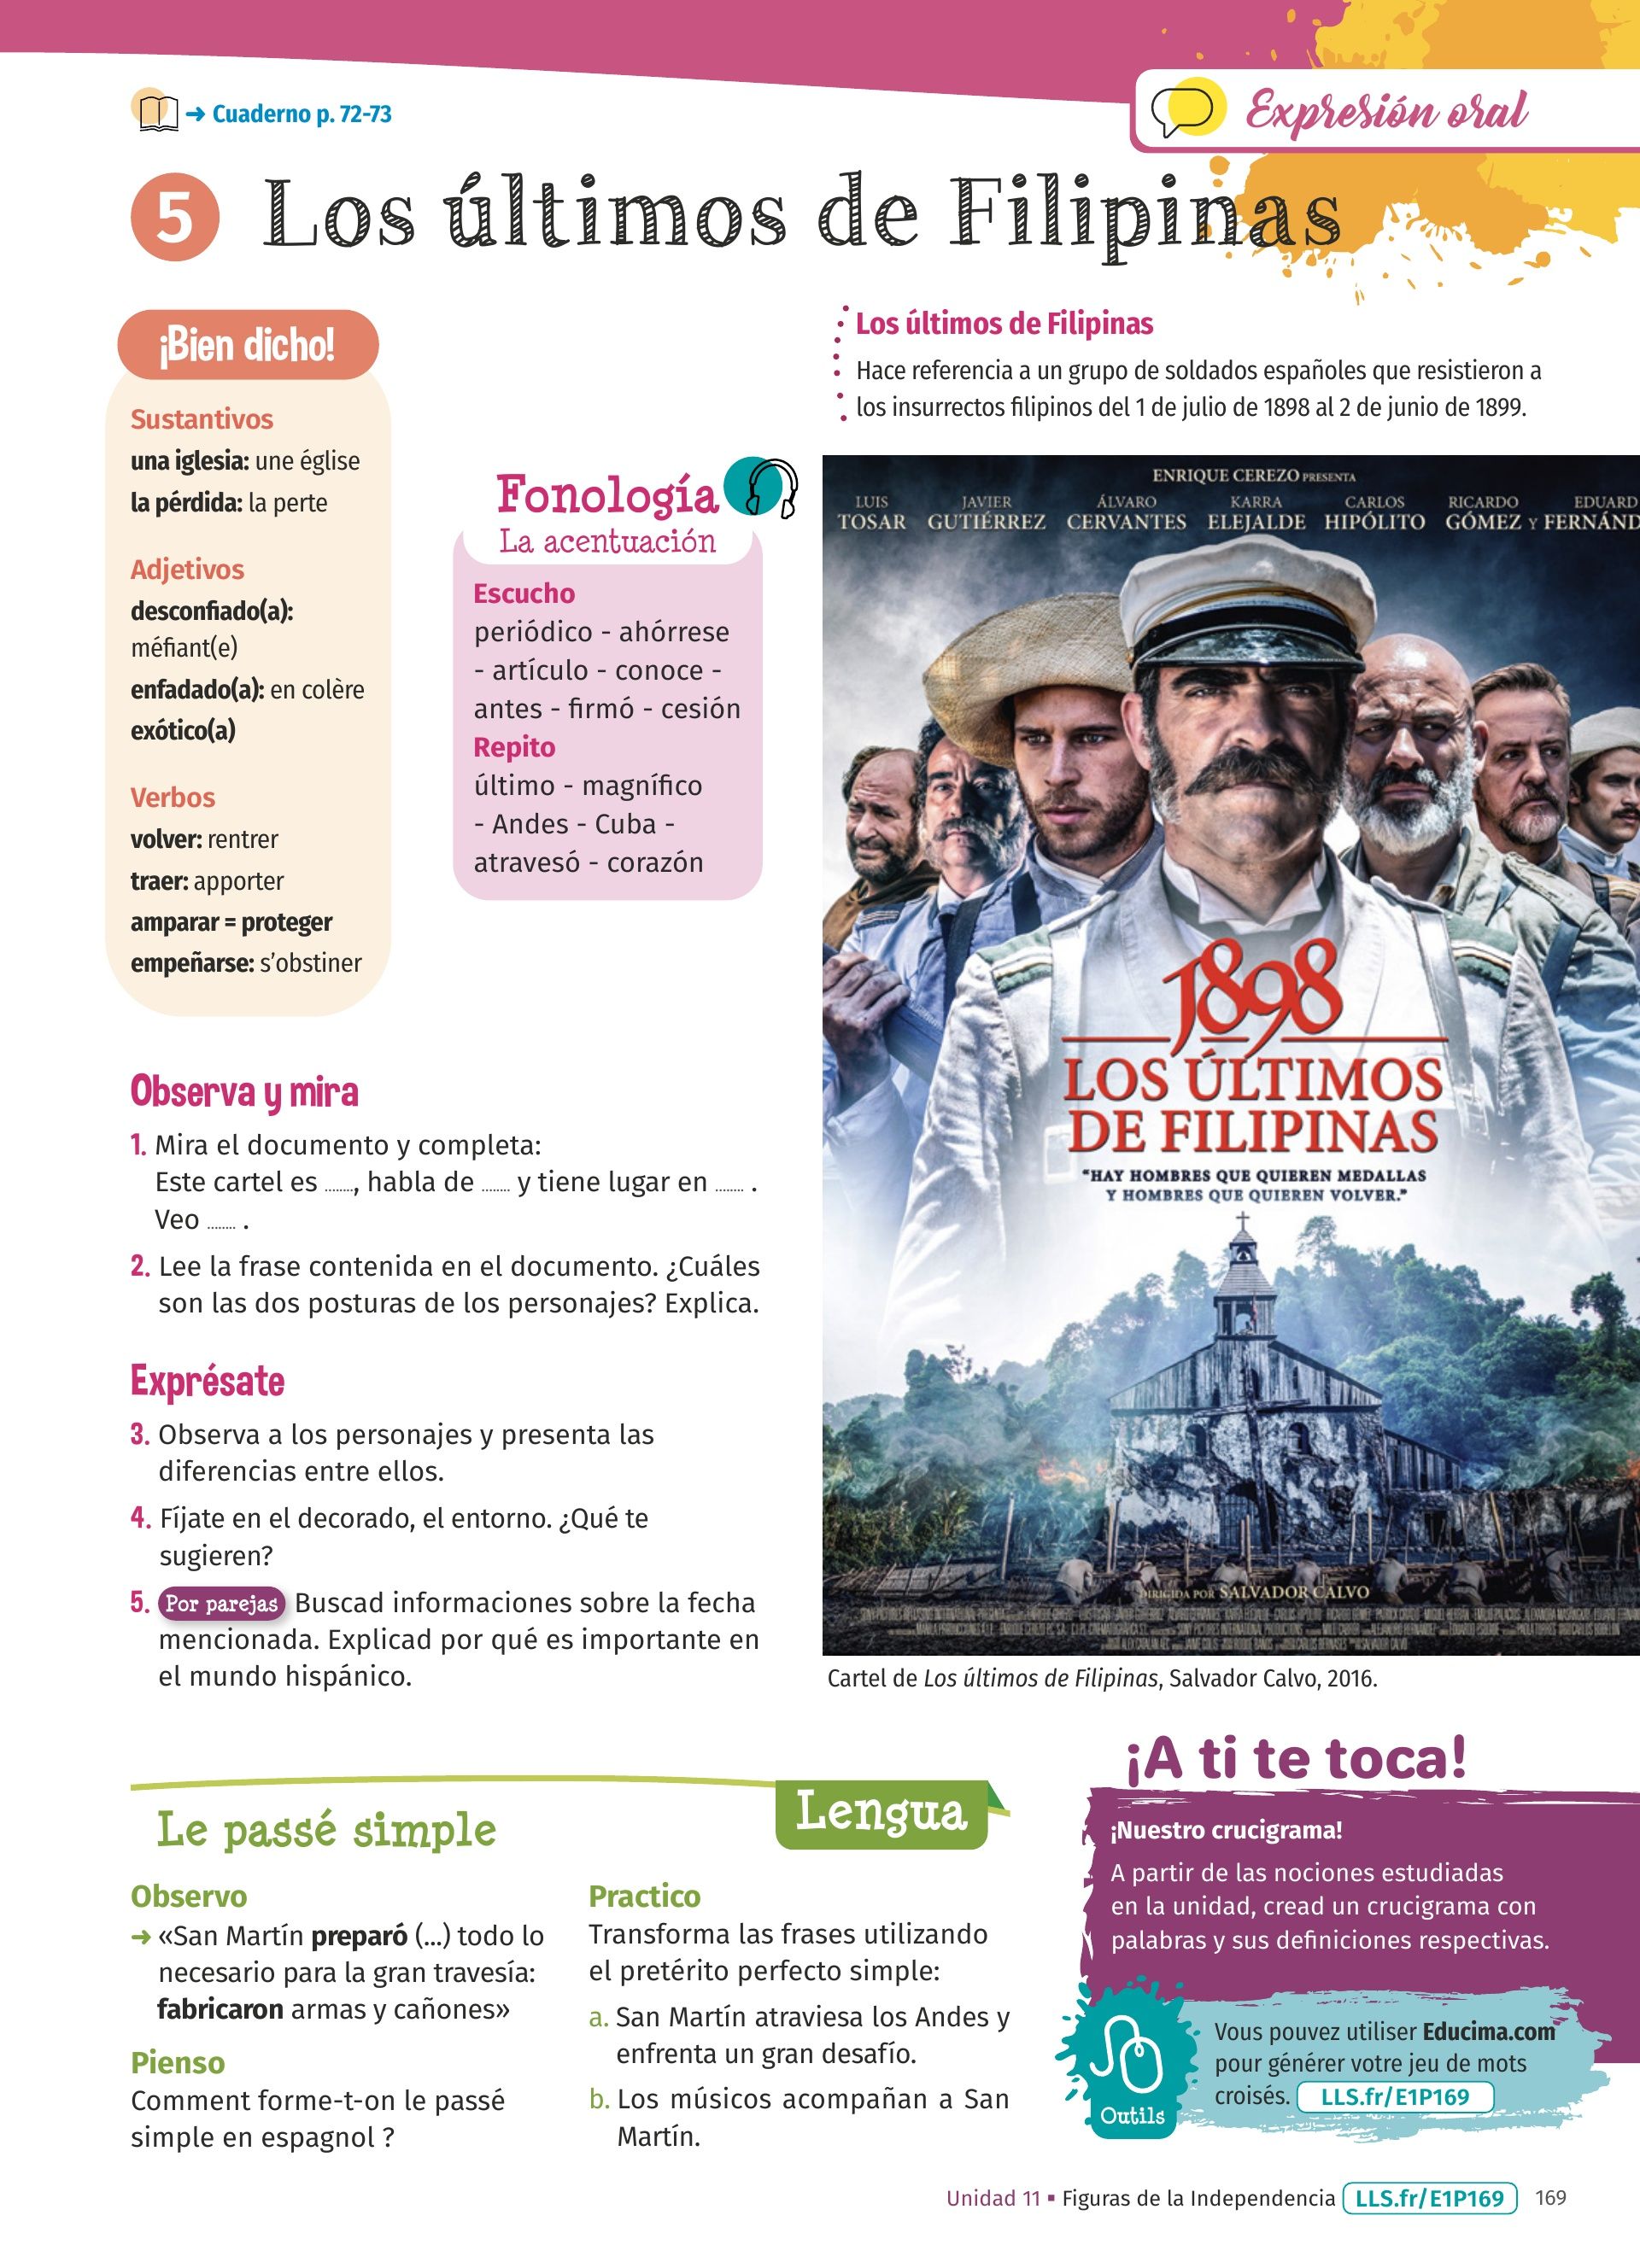 ➜ Cuaderno p. 72-73
Expresión oral
5 Los últimos de Filipinas
¡Bien dicho!
Sustantivos
una iglesia: une église
la pérdida: la perte
Adjetivos
desconfiado(a):
méfiant(e)
enfadado(a): en colère
exótico(a)
Verbos
volver: rentrer
traer: apporter
amparar = proteger
empeñarse: s’obstiner
Fonología
La acentuación
Escucho
periódico - ahórrese
- artículo - conoce -
antes - firmó - cesión
Repito
último - magnífico
- Andes - Cuba -
atravesó - corazón
Los últimos de Filipinas
Hace referencia a un grupo de soldados españoles que resistieron a
los insurrectos filipinos del 1 de julio de 1898 al 2 de junio de 1899.
ENRIQUE CEREZO PRESENTA
LUIS TOSAR JAVIER GUTIÉRREZ ÁLVARO CERVANTES KARRA ELEJALDE CARLOS HIPÓLITO RICARDO GÓMEZ Y EDUARD FERNÁND
1898
LOS ÚLTIMOS
DE FILIPINAS
“HAY HOMBRES QUE QUIEREN MEDALLAS
Y HOMBRES QUE QUIEREN VOLVER.”
DIRIGIDA POR SALVADOR CALVO
Cartel de Los últimos de Filipinas, Salvador Calvo, 2016.
Observa y mira
1. Mira el documento y completa:
Este cartel es ........, habla de ........ y tiene lugar en ........ .
Veo ........ .
2. Lee la frase contenida en el documento. ¿Cuáles
son las dos posturas de los personajes? Explica.
Exprésate
3. Observa a los personajes y presenta las
diferencias entre ellos.
4. Fíjate en el decorado, el entorno. ¿Qué te
sugieren?
5. Por parejas Buscad informaciones sobre la fecha
mencionada. Explicad por qué es importante en
el mundo hispánico.
Lengua
Le passé simple
Observo
➜ «San Martín preparó (...) todo lo
necesario para la gran travesía:
fabricaron armas y cañones»
Pienso
Comment forme-t-on le passé
simple en espagnol ?
Practico
Transforma las frases utilizando
el pretérito perfecto simple:
a. San Martín atraviesa los Andes y
enfrenta un gran desafío.
b. Los músicos acompañan a San
Martín.
¡A ti te toca!
¡Nuestro crucigrama!
A partir de las nociones estudiadas
en la unidad, cread un crucigrama con
palabras y sus definiciones respectivas.
Outils
Vous pouvez utiliser Educima.com
pour générer votre jeu de mots
croisés. LLS.fr/E1P169
Unidad 11 ▪ Figuras de la Independencia LLS.fr/E1P169 169